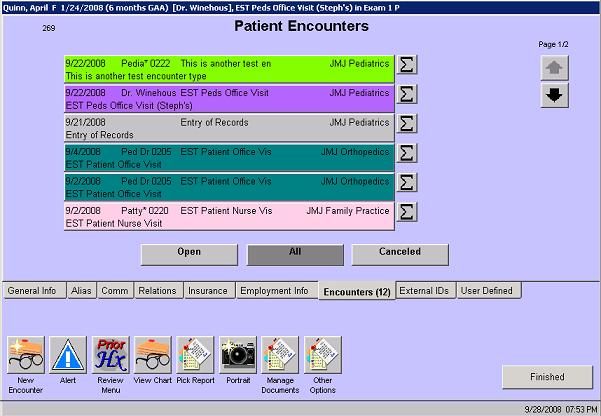 Quinn, April F 1/24/2008 (6 months GAA) [Dr. Winehous], EST Peds Office Visit (Steph's) in Exam 1 P
269
Patient Encounters
Page 1/2
9/22/2008 Pedia* 0222 This is another test en JMJ Pediatrics
This is another test encounter type
9/22/2008 Dr. Winehous EST Peds Office Visit JMJ Pediatrics
EST Peds Office Visit (Steph's)
9/21/2008 Entry of Records JMJ Pediatrics
Entry of Records
9/4/2008 Ped Dr 0205 EST Patient Office Vis JMJ Orthopedics
EST Patient Office Visit
9/2/2008 Ped Dr 0205 EST Patient Office Vis JMJ Orthopedics
EST Patient Office Visit
9/2/2008 Patty* 0220 EST Patient Nurse Vis JMJ Family Practice
EST Patient Nurse Visit
Open All Canceled
General Info Alias Comm Relations Insurance Employment Info Encounters (12) External IDs User Defined
Prior
Hx
New Encounter
Alert
Review Menu
View Chart
Pick Report
Portrait
Manage Documents
Other Options
Finished
9/28/2008 07:53 PM